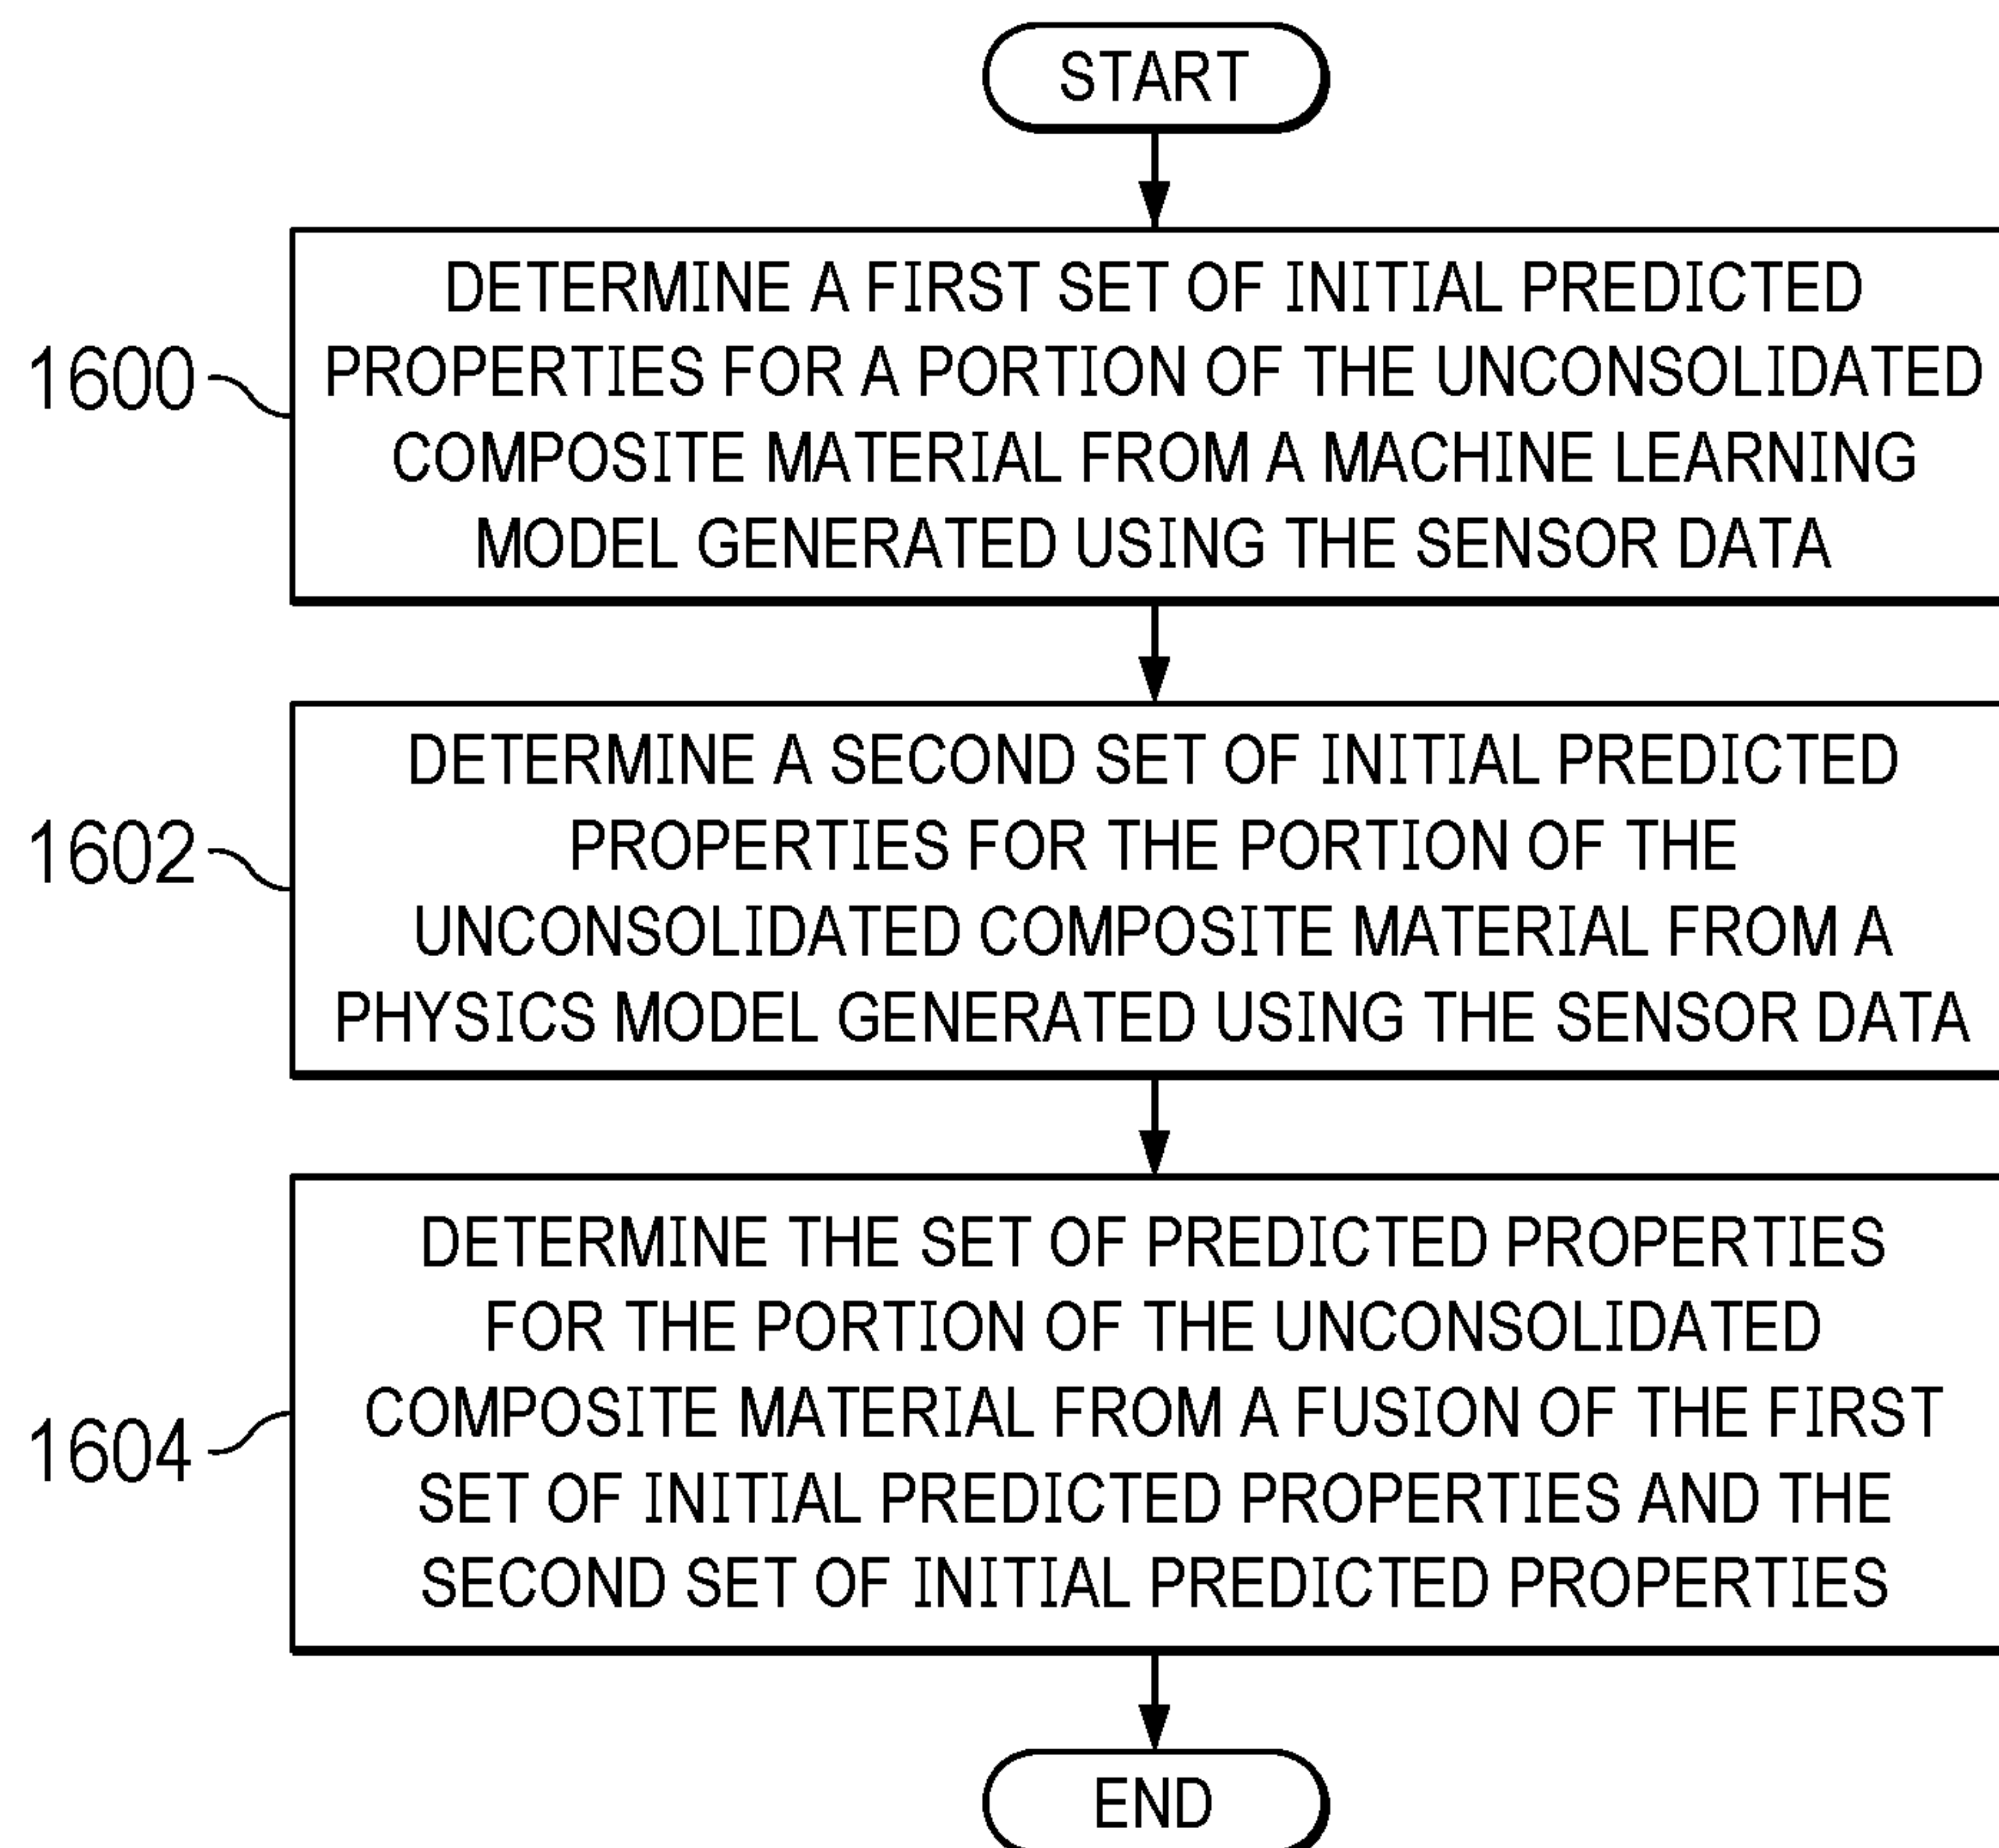 START
DETERMINE A FIRST SET OF INITIAL PREDICTED
PROPERTIES FOR A PORTION OF THE UNCONSOLIDATED
COMPOSITE MATERIAL FROM A MACHINE LEARNING
MODEL GENERATED USING THE SENSOR DATA
1600
DETERMINE A SECOND SET OF INITIAL PREDICTED
PROPERTIES FOR THE PORTION OF THE
UNCONSOLIDATED COMPOSITE MATERIAL FROM A
PHYSICS MODEL GENERATED USING THE SENSOR DATA
1602
DETERMINE THE SET OF PREDICTED PROPERTIES
FOR THE PORTION OF THE UNCONSOLIDATED
COMPOSITE MATERIAL FROM A FUSION OF THE FIRST
SET OF INITIAL PREDICTED PROPERTIES AND THE
SECOND SET OF INITIAL PREDICTED PROPERTIES
1604
END